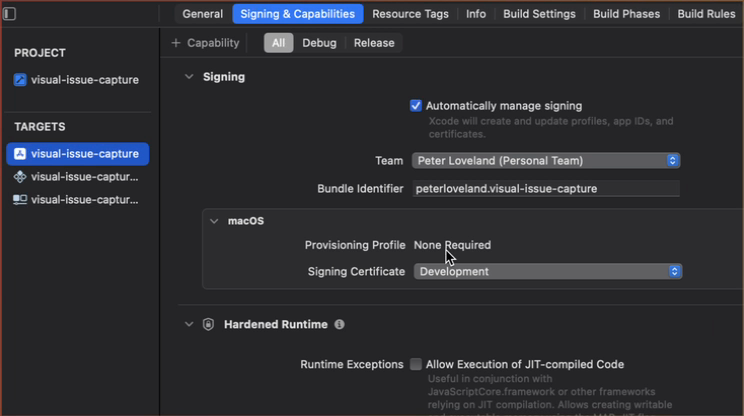 General Signing & Capabilities Resource Tags Info Build Settings Build Phases Build Rules
PROJECT
visual-issue-capture
TARGETS
visual-issue-capture
visual-issue-captur...
visual-issue-captur...
+ Capability All Debug Release
Signing
Automatically manage signing
Xcode will create and update profiles, app IDs, and
certificates.
Team Peter Loveland (Personal Team)
Bundle Identifier peterloveland.visual-issue-capture
macOS
Provisioning Profile None Required
Signing Certificate Development
Hardened Runtime
Runtime Exceptions Allow Execution of JIT-compiled Code
Useful in conjunction with
JavaScriptCore.framework or other frameworks
relying on JIT compilation. Allows creating writable